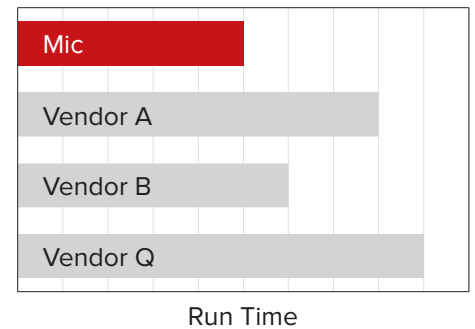 Mic
Vendor A
Vendor B
Vendor Q
Run Time